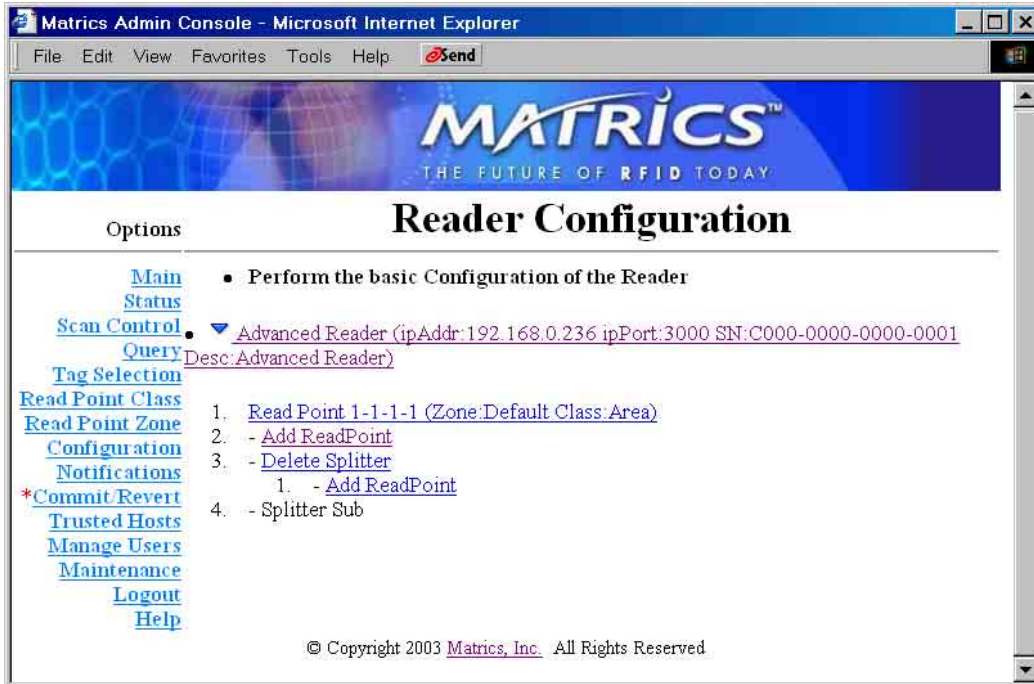 Matrics Admin Console - Microsoft Internet Explorer
File Edit View Favorites Tools Help eSend
MATRICS™
THE FUTURE OF RFID TODAY
Options
Reader Configuration
Main
Status
Scan Control
Query
Tag Selection
Read Point Class
Read Point Zone
Configuration
Notifications
*Commit/Revert
Trusted Hosts
Manage Users
Maintenance
Logout
Help
• Perform the basic Configuration of the Reader
• Advanced Reader (ipAddr:192.168.0.236 ipPort:3000 SN:C000-0000-0000-0001
Desc:Advanced Reader)
1. Read Point 1-1-1-1 (Zone:Default Class:Area)
2. - Add ReadPoint
3. - Delete Splitter
1. - Add ReadPoint
4. - Splitter Sub
© Copyright 2003 Matrics, Inc. All Rights Reserved